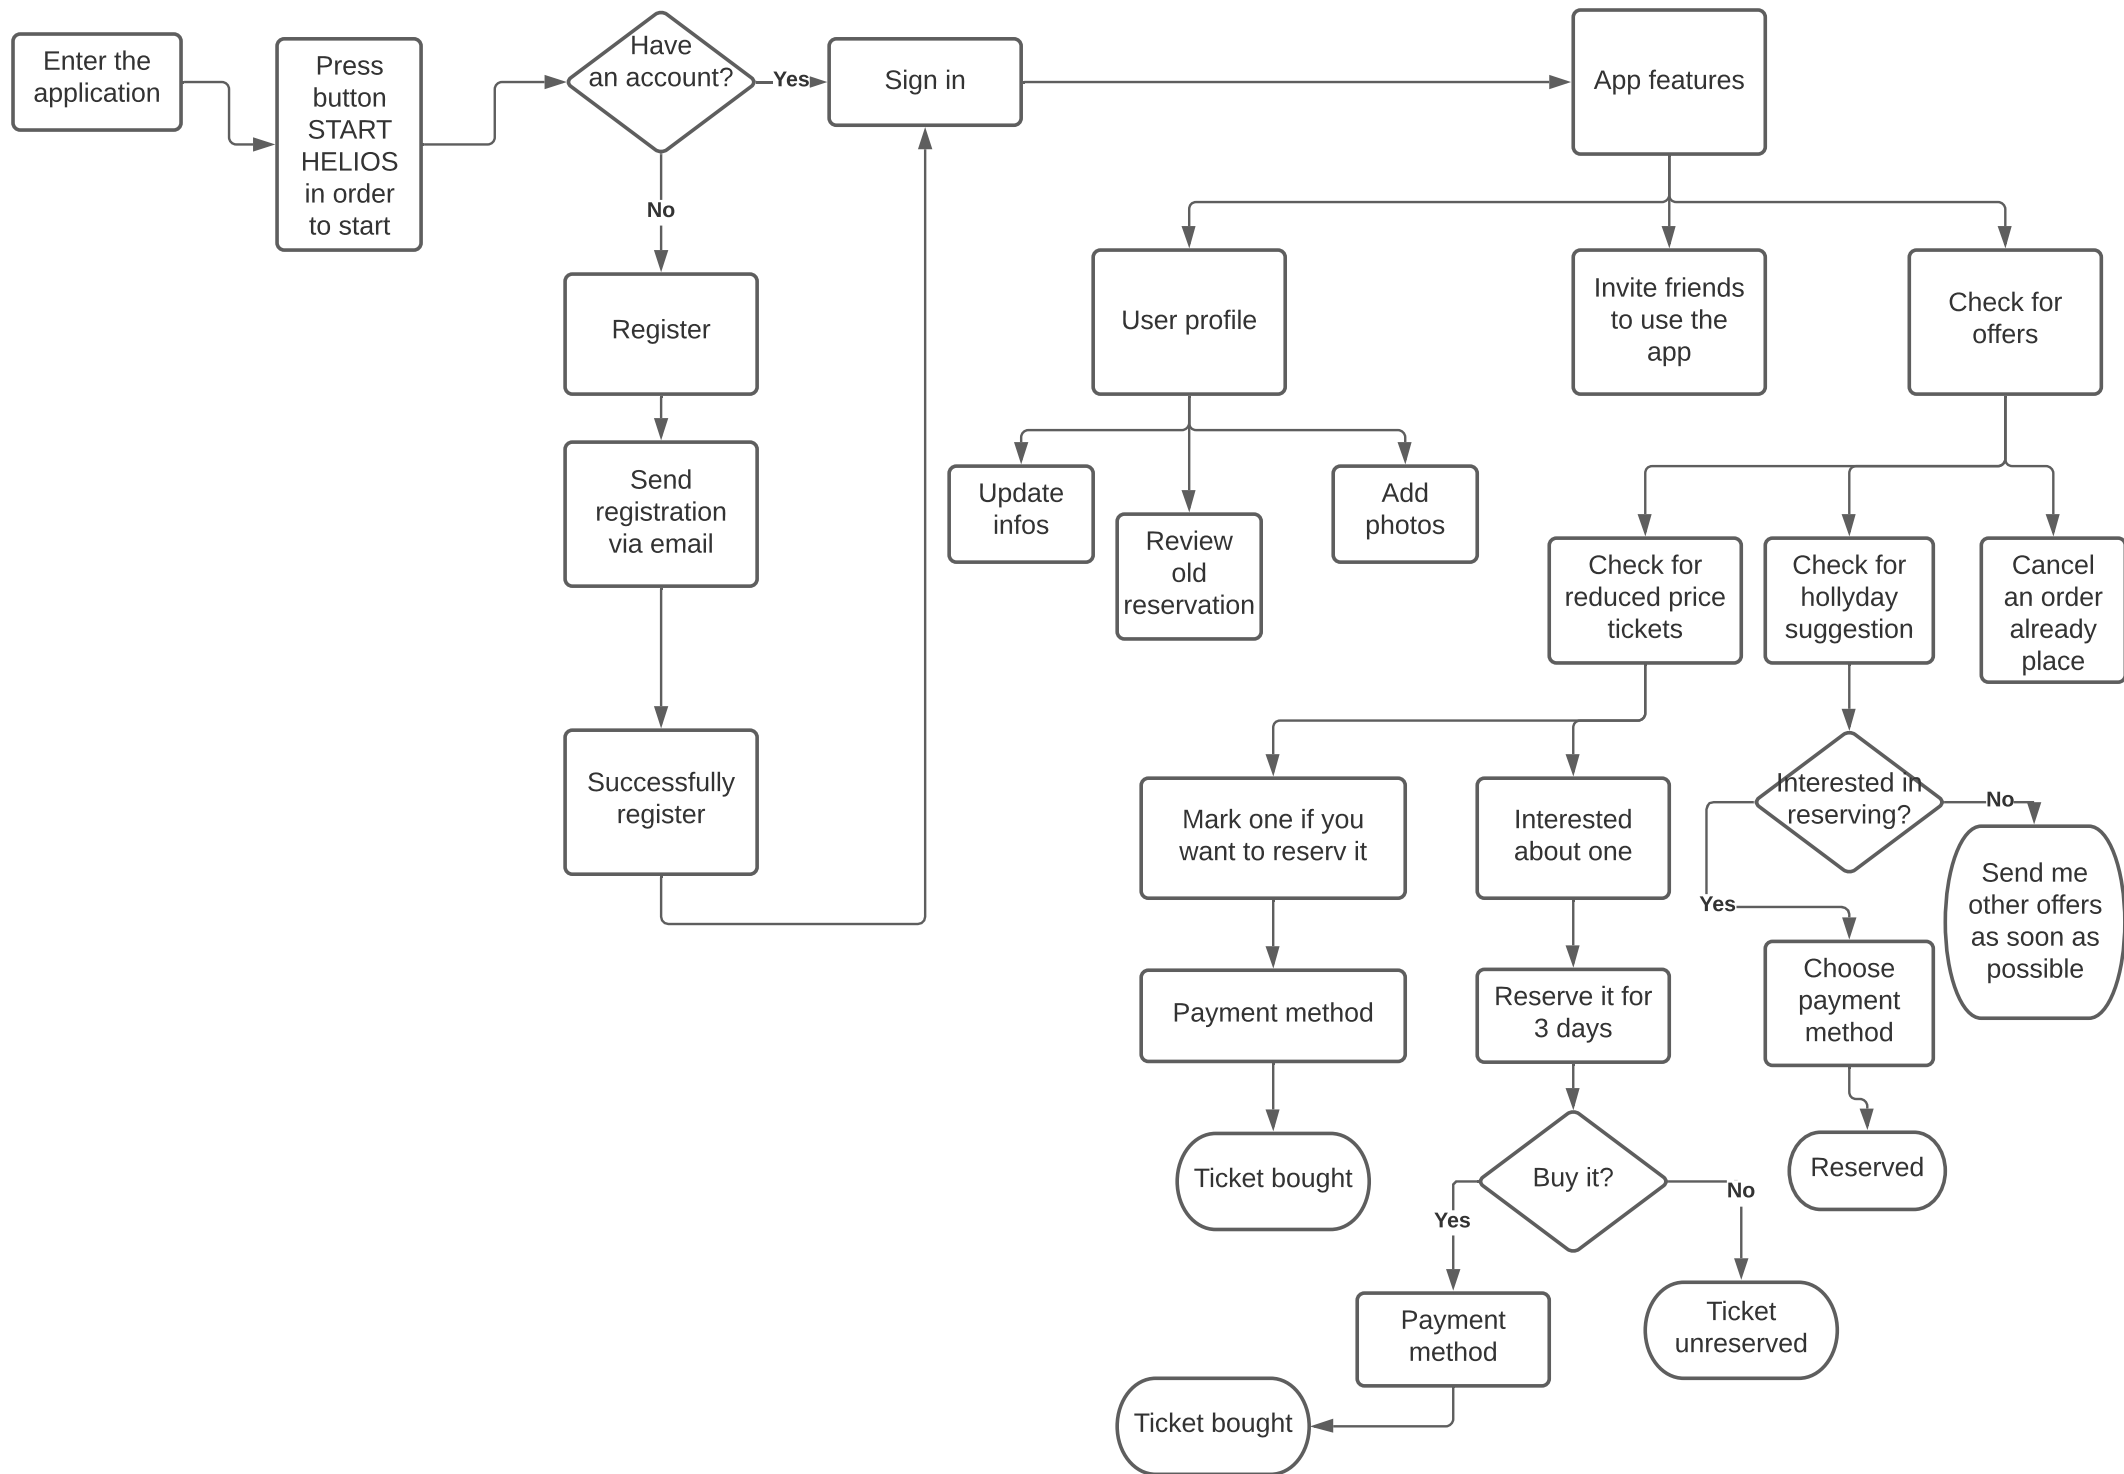 Enter the
application
Press
button
START
HELIOS
in order
to start
Have
an account?
Yes
No
Sign in
App features
Register
Send
registration
via email
Successfully
register
User profile
Invite friends
to use the
app
Check for
offers
Update
infos
Review
old
reservation
Add
photos
Check for
reduced price
tickets
Check for
hollyday
suggestion
Cancel
an order
already
place
Mark one if you
want to reserv it
Interested
about one
Interested in
reserving?
No
Yes
Send me
other offers
as soon as
possible
Payment method
Reserve it for
3 days
Choose
payment
method
Ticket bought
Buy it?
Reserved
Yes
No
Payment
method
Ticket
unreserved
Ticket bought